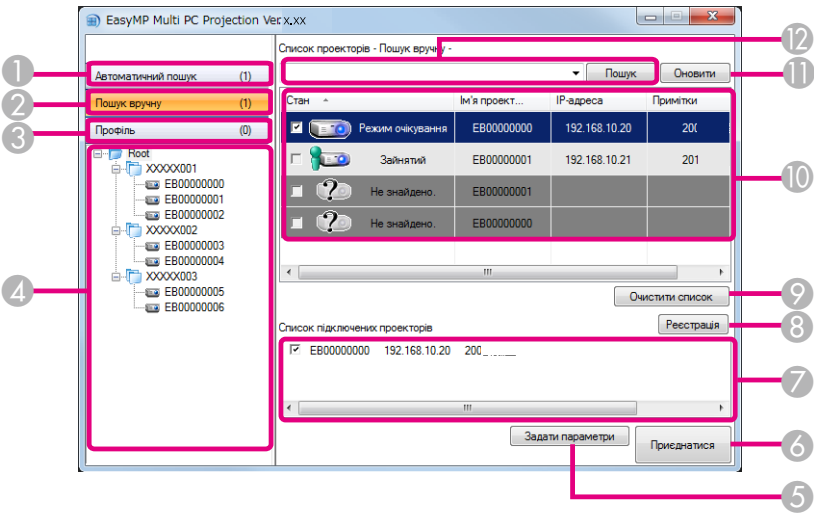 EasyMP Multi PC Projection Ver.x.xx
Список проекторів - Пошук вручну -
12
1
Автоматичний пошук (1)
Пошук
Оновити
11
2
Пошук вручну (1)
Стан Ім'я проект... IP-адреса Примітки
3
Профіль (0)
Режим очікування EB00000000 192.168.10.20 200
Root
XXXXX001
Зайнятий EB00000001 192.168.10.21 201
10
EB00000000
EB00000001
Не знайдено. EB00000001
EB00000002
XXXXX002
Не знайдено. EB00000000
EB00000003
EB00000004
XXXXX003
4
EB00000005
EB00000006
Очистити список
9
Список підключених проекторів
Реєстрація
8
EB00000000 192.168.10.20 200
7
Задати параметри
Приєднатися
6
5